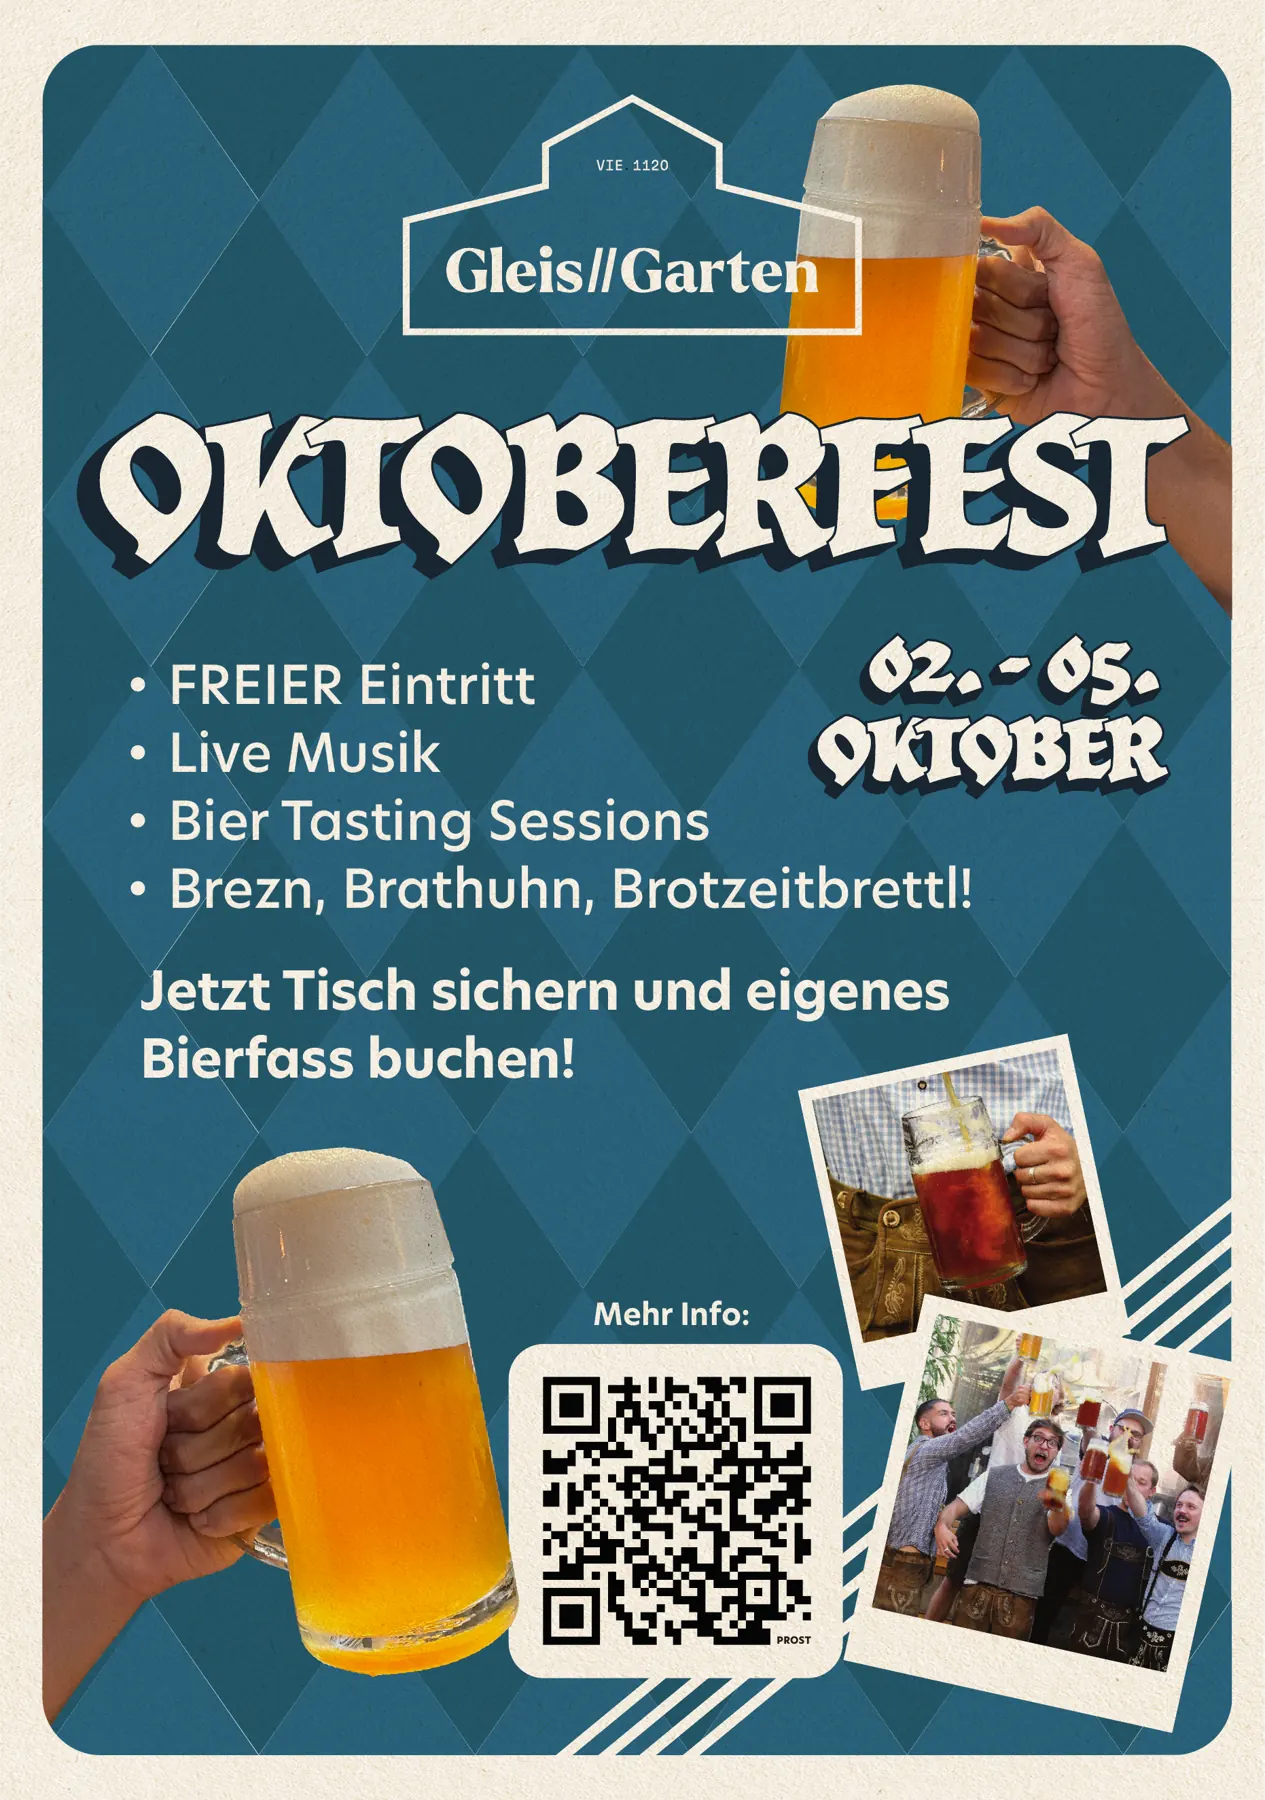 VIE 1120
Gleis//Garten
OKTOBERFEST
02. - 05.
OKTOBER
• FREIER Eintritt
• Live Musik
• Bier Tasting Sessions
• Brezn, Brathuhn, Brotzeitbrettl!
Jetzt Tisch sichern und eigenes
Bierfass buchen!
Mehr Info:
PROST